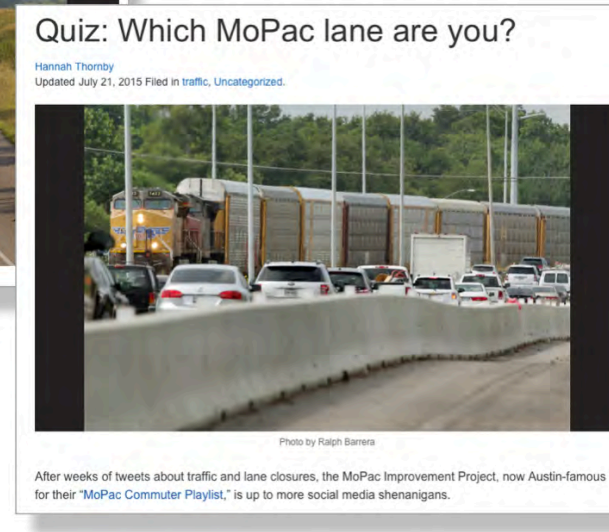 Quiz: Which MoPac lane are you?
Hannah Thornby
Updated July 21, 2015 Filed in traffic, Uncategorized.
Photo by Ralph Barrera
After weeks of tweets about traffic and lane closures, the MoPac Improvement Project, now Austin-famous
for their “MoPac Commuter Playlist,” is up to more social media shenanigans.